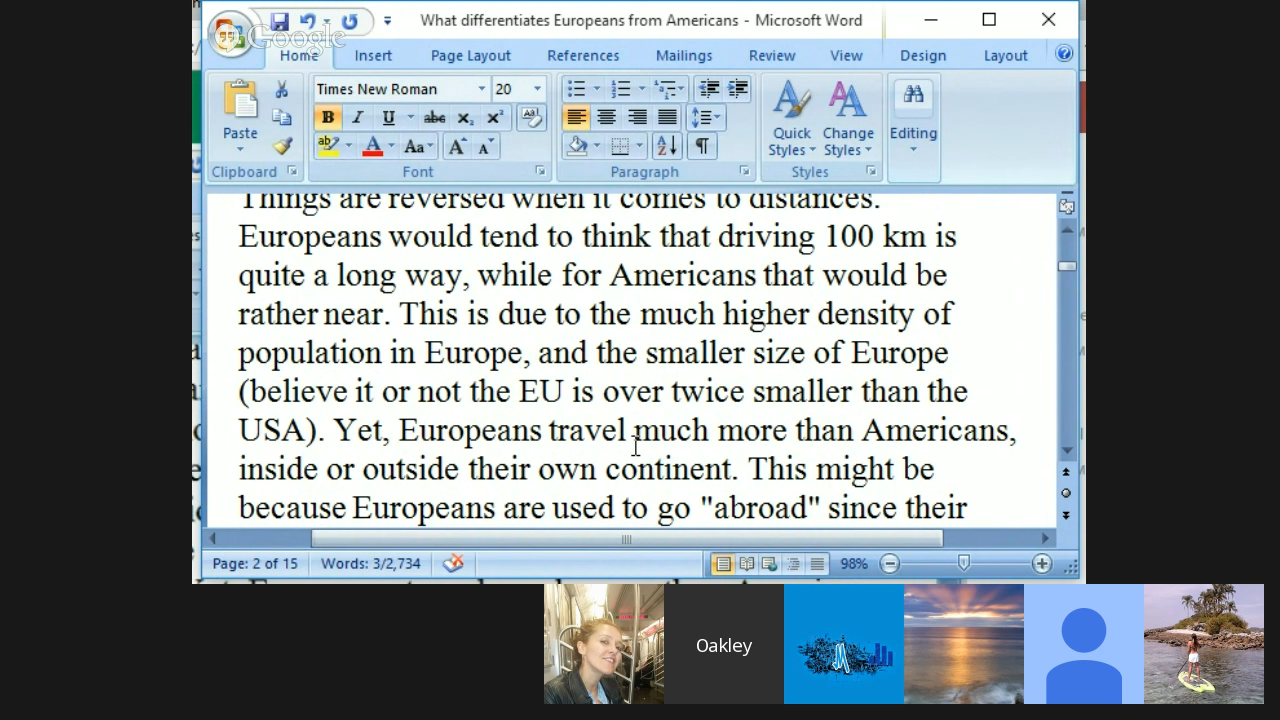 What differentiates Europeans from Americans - Microsoft Word
Google
Home Insert Page Layout References Mailings Review View Design Layout
Times New Roman 20
Paste
Quick Styles
Change Styles
Editing
Clipboard Font Paragraph Styles
Things are reversed when it comes to distances.
Europeans would tend to think that driving 100 km is
quite a long way, while for Americans that would be
rather near. This is due to the much higher density of
population in Europe, and the smaller size of Europe
(believe it or not the EU is over twice smaller than the
USA). Yet, Europeans travel much more than Americans,
inside or outside their own continent. This might be
because Europeans are used to go "abroad" since their
Page: 2 of 15 Words: 3/2,734 98%
Oakley